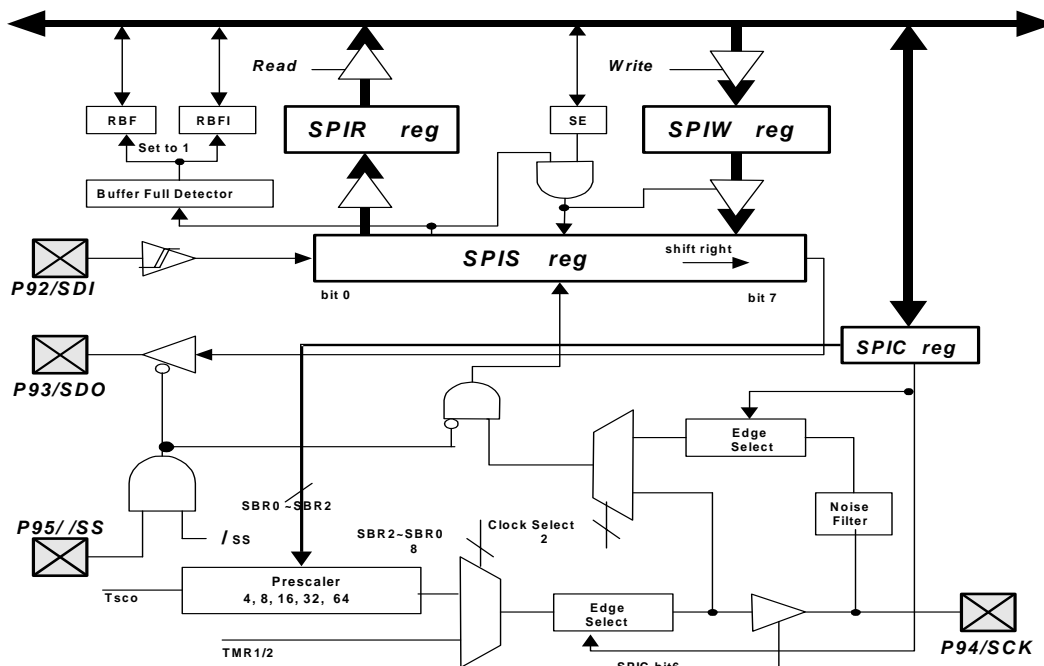 Read
Write
RBF
RBFI
SPIR reg
SE
SPIW reg
Set to 1
Buffer Full Detector
SPIS reg
shift right
P92/SDI
bit 0
bit 7
SPIC reg
P93/SDO
Edge
Select
SBR0 ~SBR2
Noise
Filter
P95/ /SS
/ SS
SBR2~SBR0
8
Clock Select
2
Prescaler
4, 8, 16, 32, 64
Tsco
Edge
Select
TMR1/2
P94/SCK
SPIC bit6